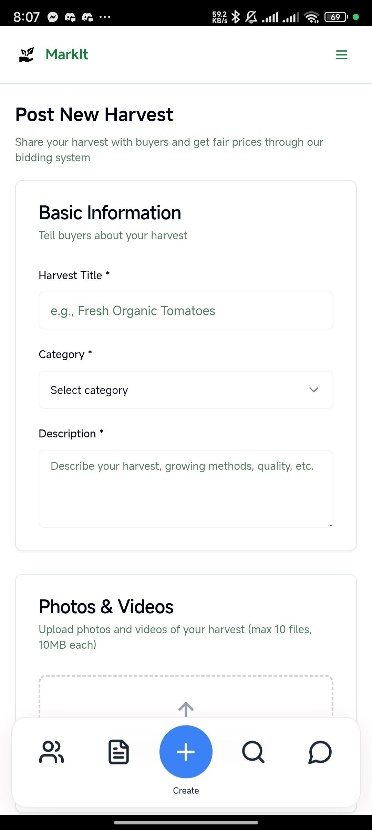 8:07
59.2
KB/s
69
MarkIt
Post New Harvest
Share your harvest with buyers and get fair prices through our
bidding system
Basic Information
Tell buyers about your harvest
Harvest Title *
e.g., Fresh Organic Tomatoes
Category *
Select category
Description *
Describe your harvest, growing methods, quality, etc.
Photos & Videos
Upload photos and videos of your harvest (max 10 files,
10MB each)
Create